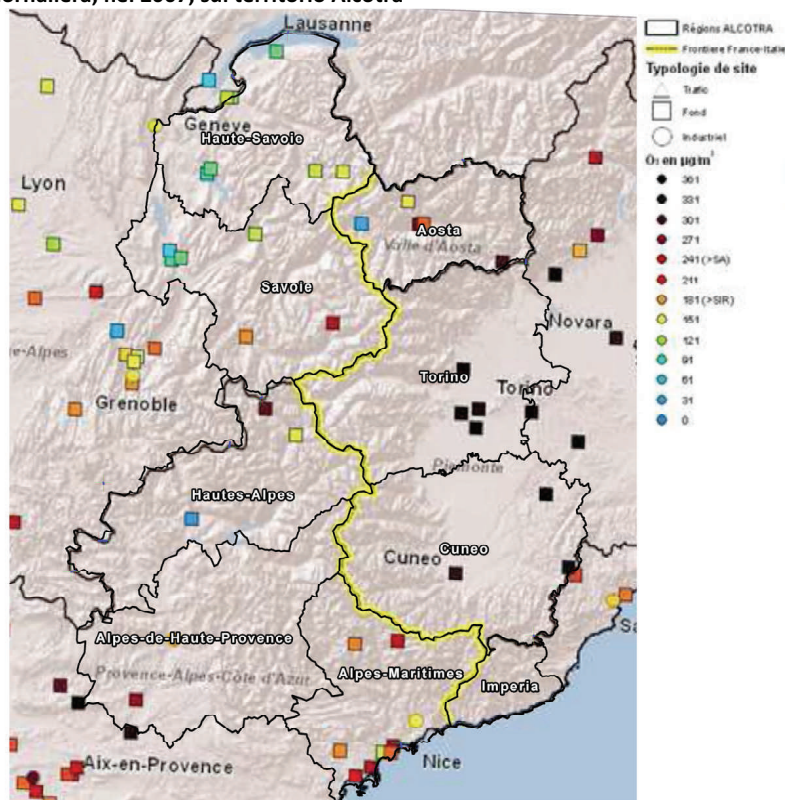 Lausanne
Genève
Haute-Savoie
Lyon
Aosta
Valle d'Aosta
Savoie
Novara
Torino
Torino
Grenoble
Piemonte
Hautes-Alpes
Cuneo
Cuneo
Alpes-de-Haute-Provence
Provence-Alpes-Côte d'Azur
Alpes-Maritimes
Imperia
Aix-en-Provence
Nice
Régions ALCOTRA
Frontiere France-Italie
Typologie de site
Trafic
Fond
Industriel
O₃ en µg/m³
361
331
301
271
241 (>SA)
211
181 (>SIR)
151
121
91
61
31
0